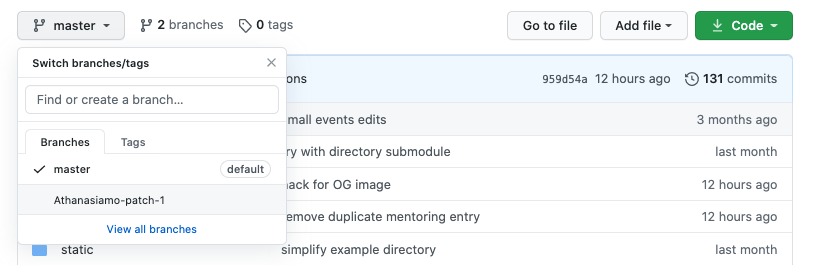 master
2 branches
0 tags
Go to file
Add file
Code
Switch branches/tags
ons
959d54a 12 hours ago
131 commits
Find or create a branch...
mall events edits
3 months ago
Branches
Tags
ry with directory submodule
last month
master
default
hack for OG image
12 hours ago
Athanasiamo-patch-1
remove duplicate mentoring entry
12 hours ago
View all branches
static
simplify example directory
last month